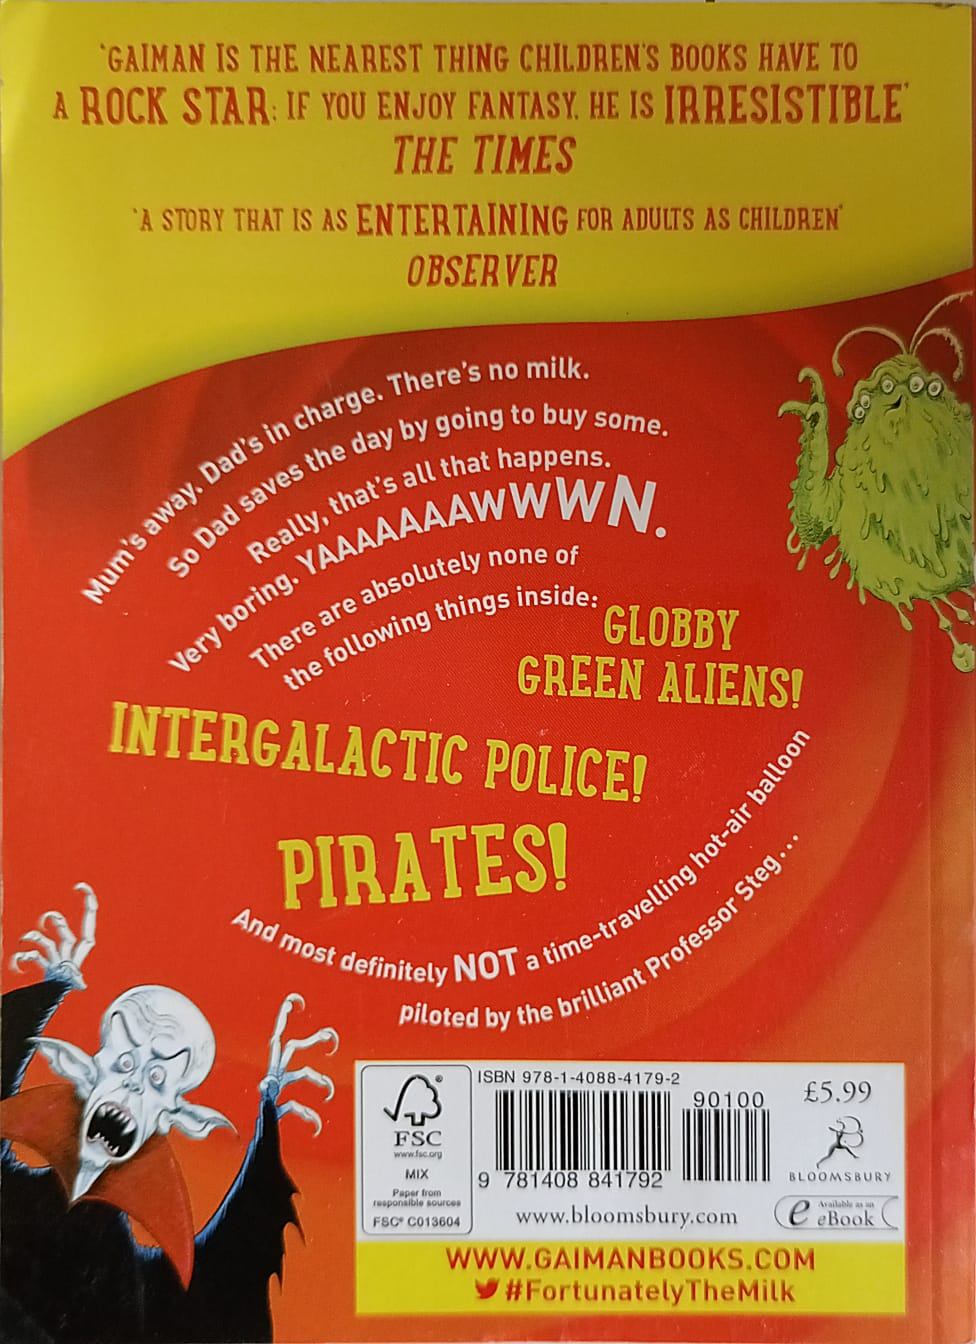 'GAIMAN IS THE NEAREST THING CHILDREN'S BOOKS HAVE TO
A ROCK STAR: IF YOU ENJOY FANTASY, HE IS IRRESISTIBLE'
THE TIMES
'A STORY THAT IS AS ENTERTAINING FOR ADULTS AS CHILDREN'
OBSERVER
Mum's away. Dad's in charge. There's no milk.
So Dad saves the day by going to buy some.
Really, that's all that happens.
Very boring. YAAAAAAAWWWN.
There are absolutely none of
the following things inside:
GLOBBY
GREEN ALIENS!
INTERGALACTIC POLICE!
PIRATES!
And most definitely NOT a time-travelling hot-air balloon
piloted by the brilliant Professor Steg...
FSC
www.fsc.org
MIX
Paper from
responsible sources
FSC® C013604
ISBN 978-1-4088-4179-2
90100
9 781408 841792
www.bloomsbury.com
£5.99
BLOOMSBURY
e Available as an
eBook
WWW.GAIMANBOOKS.COM
#FortunatelyTheMilk